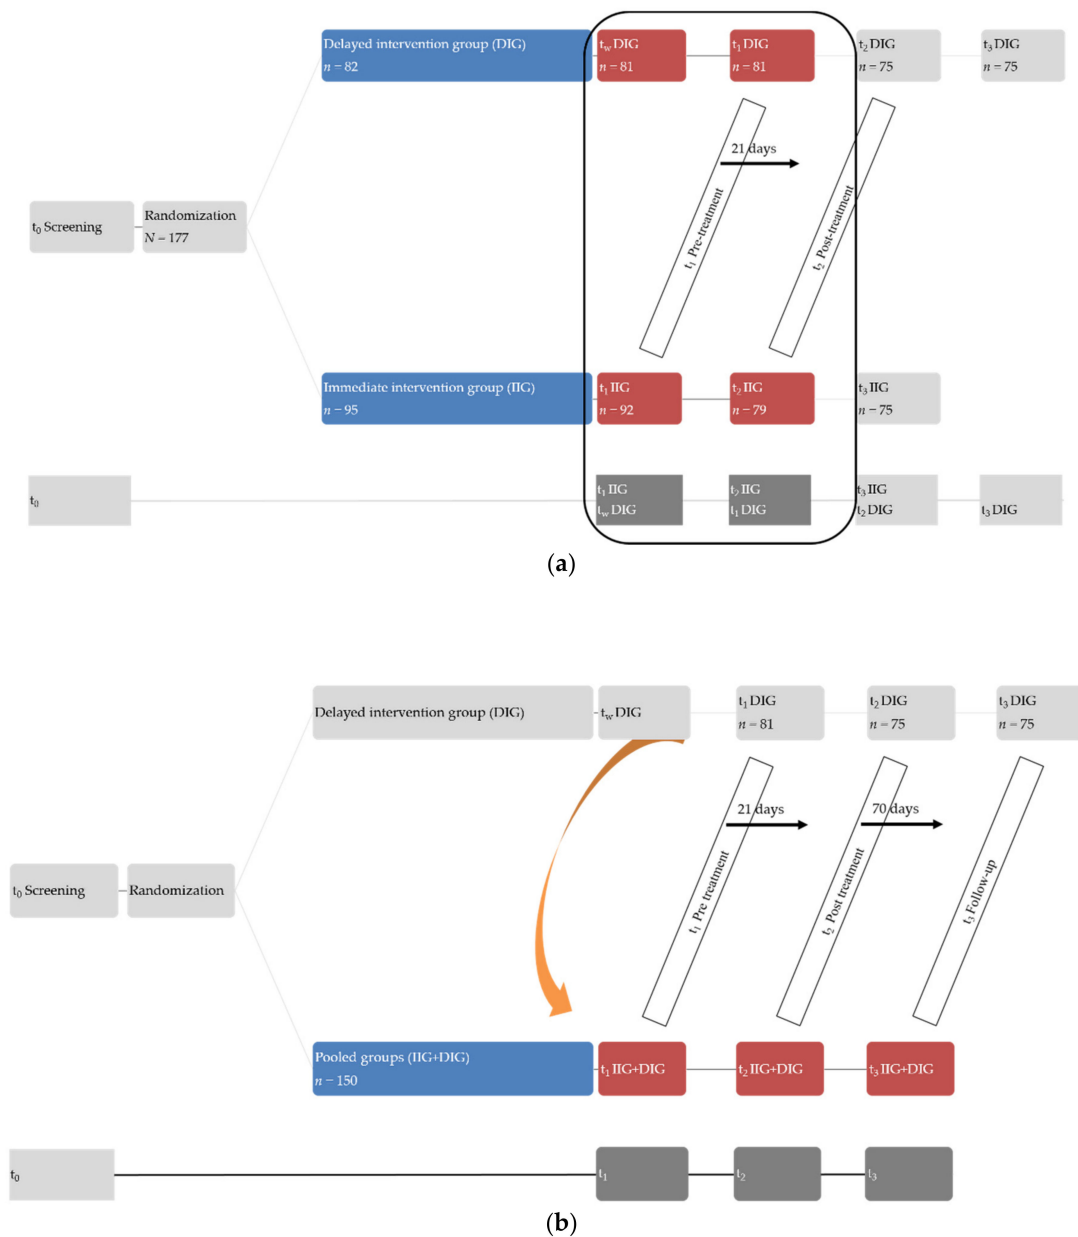 Delayed intervention group (DIG)
n = 82
tw DIG
n = 81
t1 DIG
n = 81
t2 DIG
n = 75
t3 DIG
n = 75
21 days
t1 Pre-treatment
t2 Post-treatment
t0 Screening
Randomization
N = 177
Immediate intervention group (IIG)
n = 95
t1 IIG
n = 92
t2 IIG
n = 79
t3 IIG
n = 75
t0
t1 IIG
tw DIG
t2 IIG
t1 DIG
t3 IIG
t2 DIG
t3 DIG
(a)
Delayed intervention group (DIG)
tw DIG
t1 DIG
n = 81
t2 DIG
n = 75
t3 DIG
n = 75
21 days
70 days
t1 Pre treatment
t2 Post treatment
t3 Follow-up
t0 Screening
Randomization
Pooled groups (IIG+DIG)
n = 150
t1 IIG+DIG
t2 IIG+DIG
t3 IIG+DIG
t0
t1
t2
t3
(b)